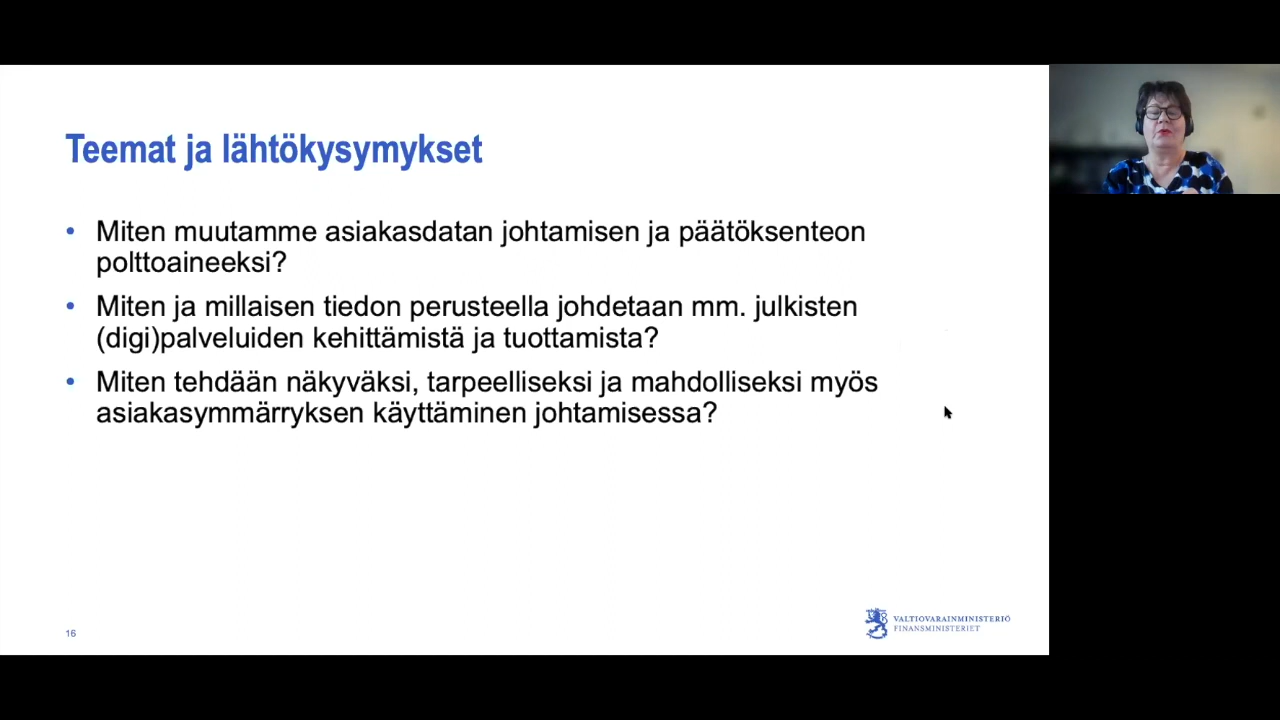 Teemat ja lähtökysymykset
• Miten muutamme asiakasdatan johtamisen ja päätöksenteon
polttoaineeksi?
• Miten ja millaisen tiedon perusteella johdetaan mm. julkisten
(digi)palveluiden kehittämistä ja tuottamista?
• Miten tehdään näkyväksi, tarpeelliseksi ja mahdolliseksi myös
asiakasymmärryksen käyttäminen johtamisessa?
16
VALTIOVARAINMINISTERIÖ
FINANSMINISTERIET